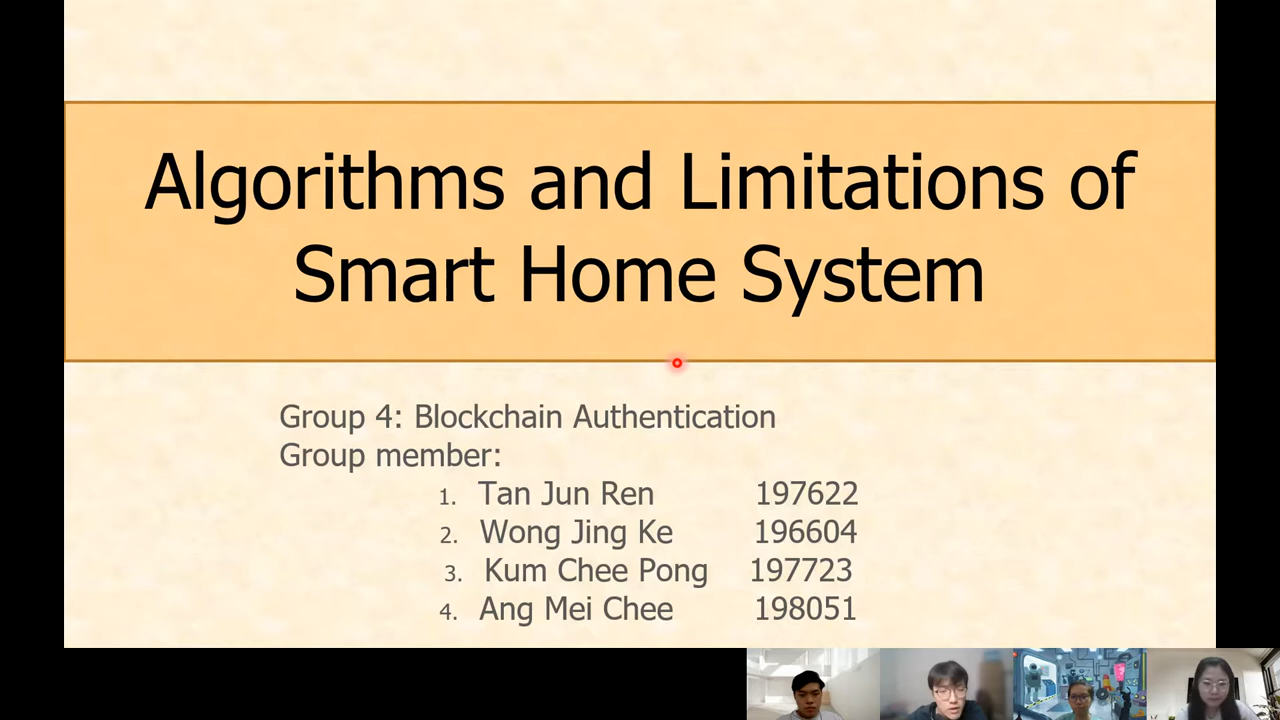 Algorithms and Limitations of
Smart Home System
Group 4: Blockchain Authentication
Group member:
1. Tan Jun Ren 197622
2. Wong Jing Ke 196604
3. Kum Chee Pong 197723
4. Ang Mei Chee 198051